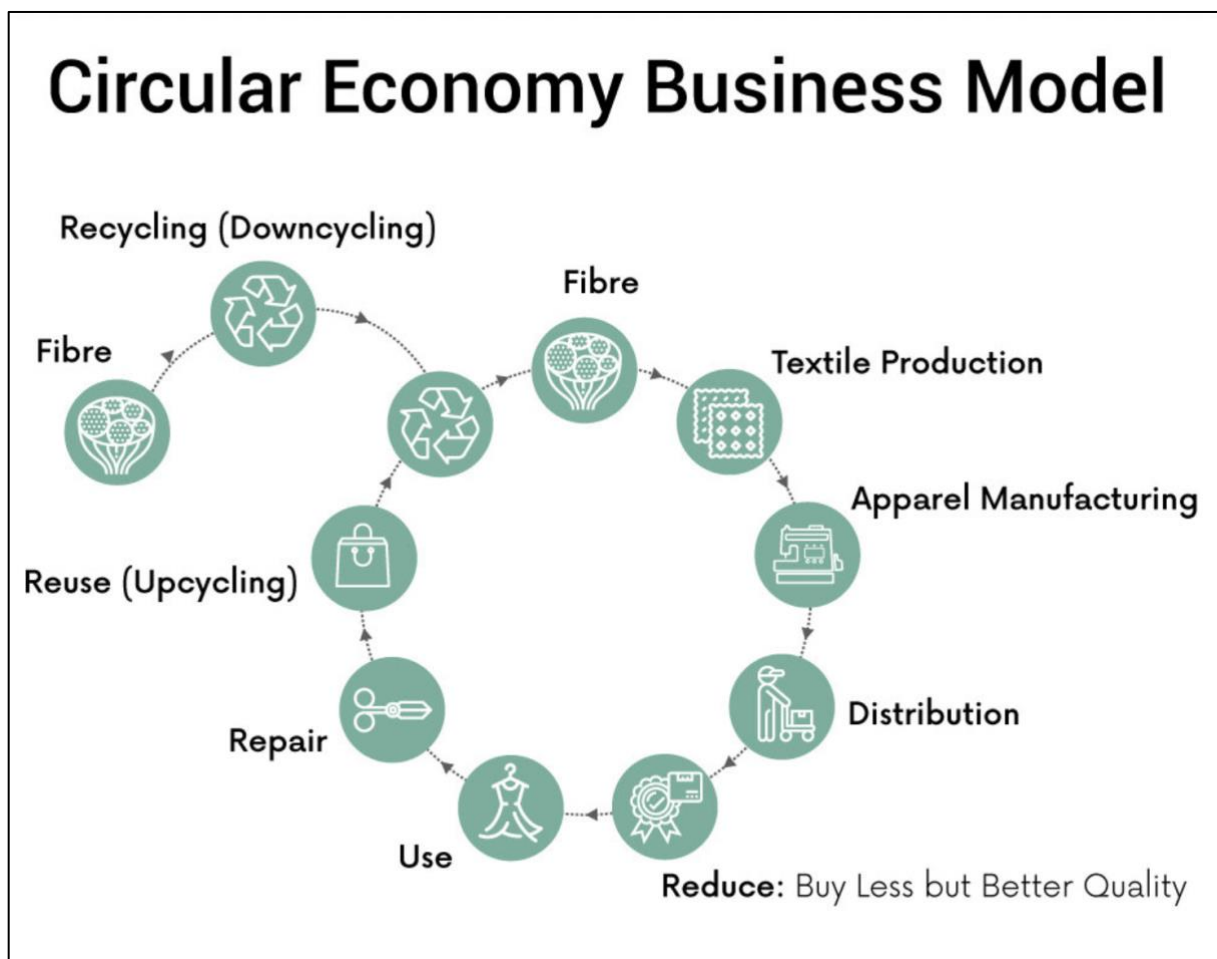 Circular Economy Business Model
Recycling (Downcycling)
Fibre
Fibre
Textile Production
Apparel Manufacturing
Reuse (Upcycling)
Distribution
Repair
Use
Reduce: Buy Less but Better Quality